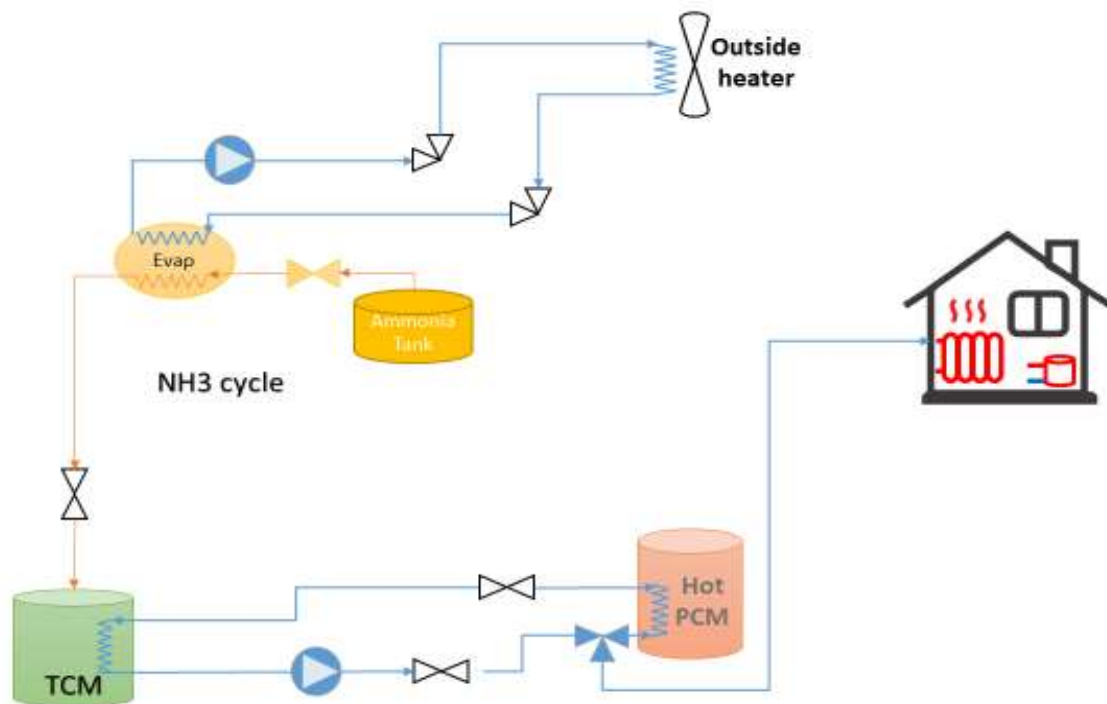 Outside
heater
Evap
Ammonia
Tank
NH3 cycle
Hot
PCM
TCM